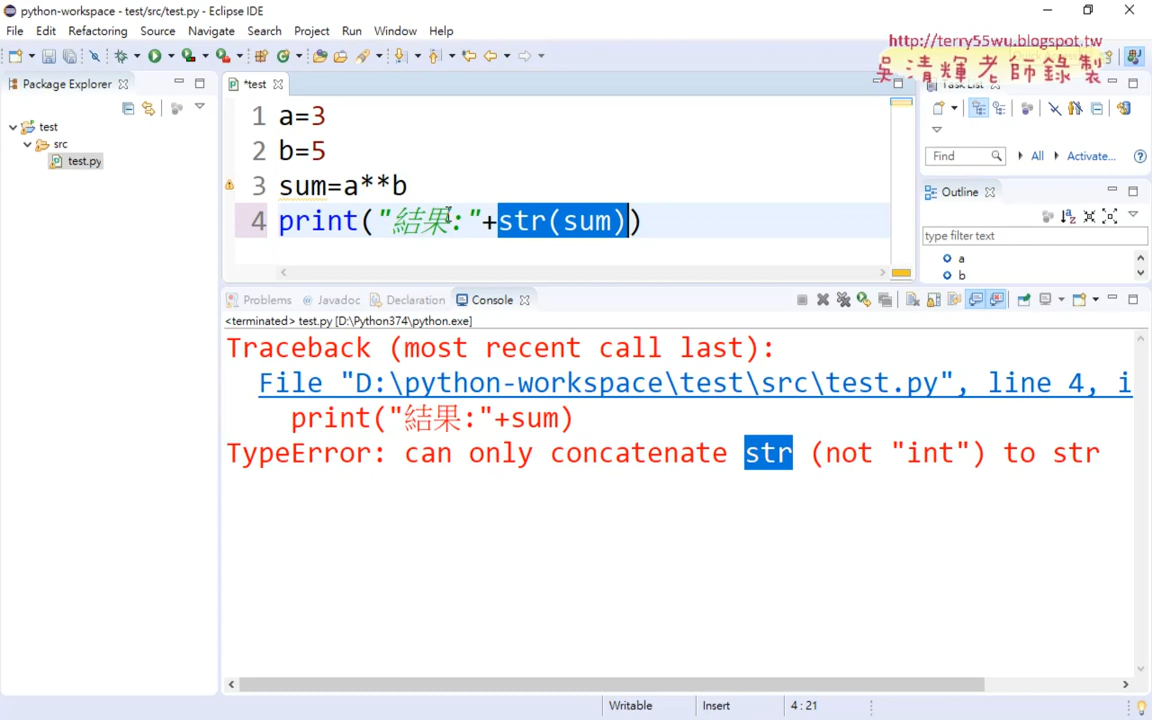 python-workspace - test/src/test.py - Eclipse IDE
File Edit Refactoring Source Navigate Search Project Run Window Help
http://terry55wu.blogspot.tw
吳清輝老師錄製
Package Explorer
*test
Task List
test
src
test.py
1 a=3
2 b=5
3 sum=a**b
4 print("結果:"+str(sum))
Find
All
Activate...
Outline
type filter text
a
b
Problems @ Javadoc Declaration Console
<terminated> test.py [D:\Python374\python.exe]
Traceback (most recent call last):
File "D:\python-workspace\test\src\test.py", line 4, i
print("結果:"+sum)
TypeError: can only concatenate str (not "int") to str
Writable Insert 4 : 21